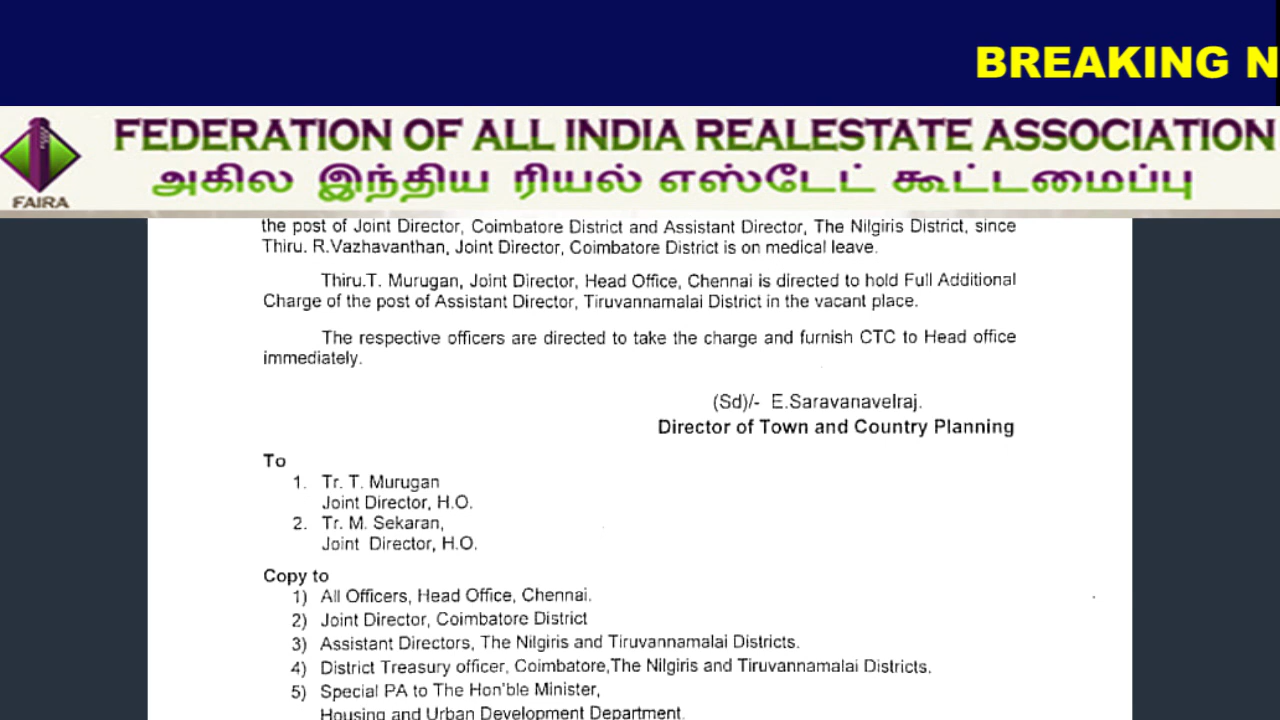 BREAKING N
FEDERATION OF ALL INDIA REALESTATE ASSOCIATION
அகில இந்திய ரியல் எஸ்டேட் கூட்டமைப்பு
FAIRA
the post of Joint Director, Coimbatore District and Assistant Director, The Nilgiris District, since
Thiru. R.Vazhavanthan, Joint Director, Coimbatore District is on medical leave.
Thiru.T. Murugan, Joint Director, Head Office, Chennai is directed to hold Full Additional
Charge of the post of Assistant Director, Tiruvannamalai District in the vacant place.
The respective officers are directed to take the charge and furnish CTC to Head office
immediately.
(Sd)/- E.Saravanavelraj.
Director of Town and Country Planning
To
1. Tr. T. Murugan
Joint Director, H.O.
2. Tr. M. Sekaran,
Joint Director, H.O.
Copy to
1) All Officers, Head Office, Chennai.
2) Joint Director, Coimbatore District
3) Assistant Directors, The Nilgiris and Tiruvannamalai Districts.
4) District Treasury officer, Coimbatore,The Nilgiris and Tiruvannamalai Districts.
5) Special PA to The Hon'ble Minister,
Housing and Urban Development Department.